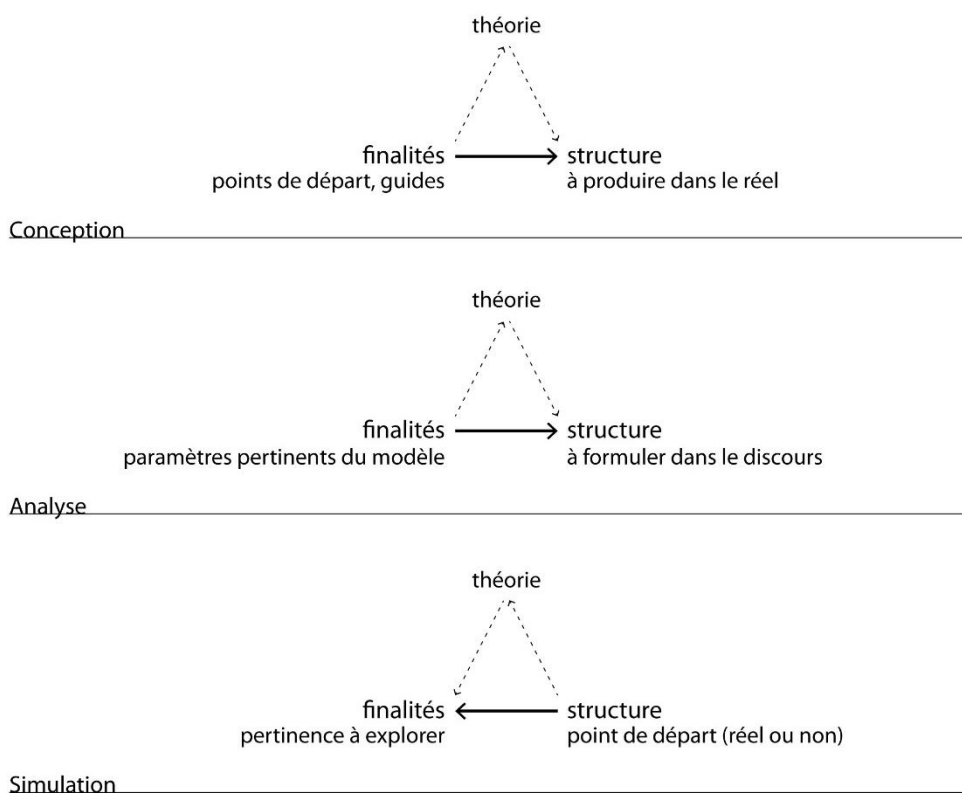 théorie
finalités structure
points de départ, guides à produire dans le réel
Conception
théorie
finalités structure
paramètres pertinents du modèle à formuler dans le discours
Analyse
théorie
finalités structure
pertinence à explorer point de départ (réel ou non)
Simulation